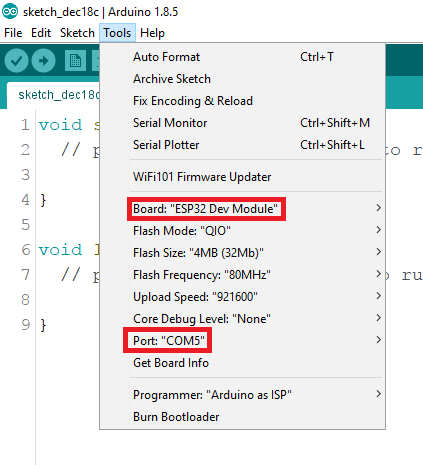 sketch_dec18c | Arduino 1.8.5
File Edit Sketch Tools Help
sketch_dec18c
Auto Format Ctrl+T
Archive Sketch
Fix Encoding & Reload
Serial Monitor Ctrl+Shift+M
Serial Plotter Ctrl+Shift+L
WiFi101 Firmware Updater
Board: "ESP32 Dev Module"
Flash Mode: "QIO"
Flash Size: "4MB (32Mb)"
Flash Frequency: "80MHz"
Upload Speed: "921600"
Core Debug Level: "None"
Port: "COM5"
Get Board Info
Programmer: "Arduino as ISP"
Burn Bootloader
1 void s
2 // p to r
3
4 }
5
6 void l
7 // p o ru
8
9 }